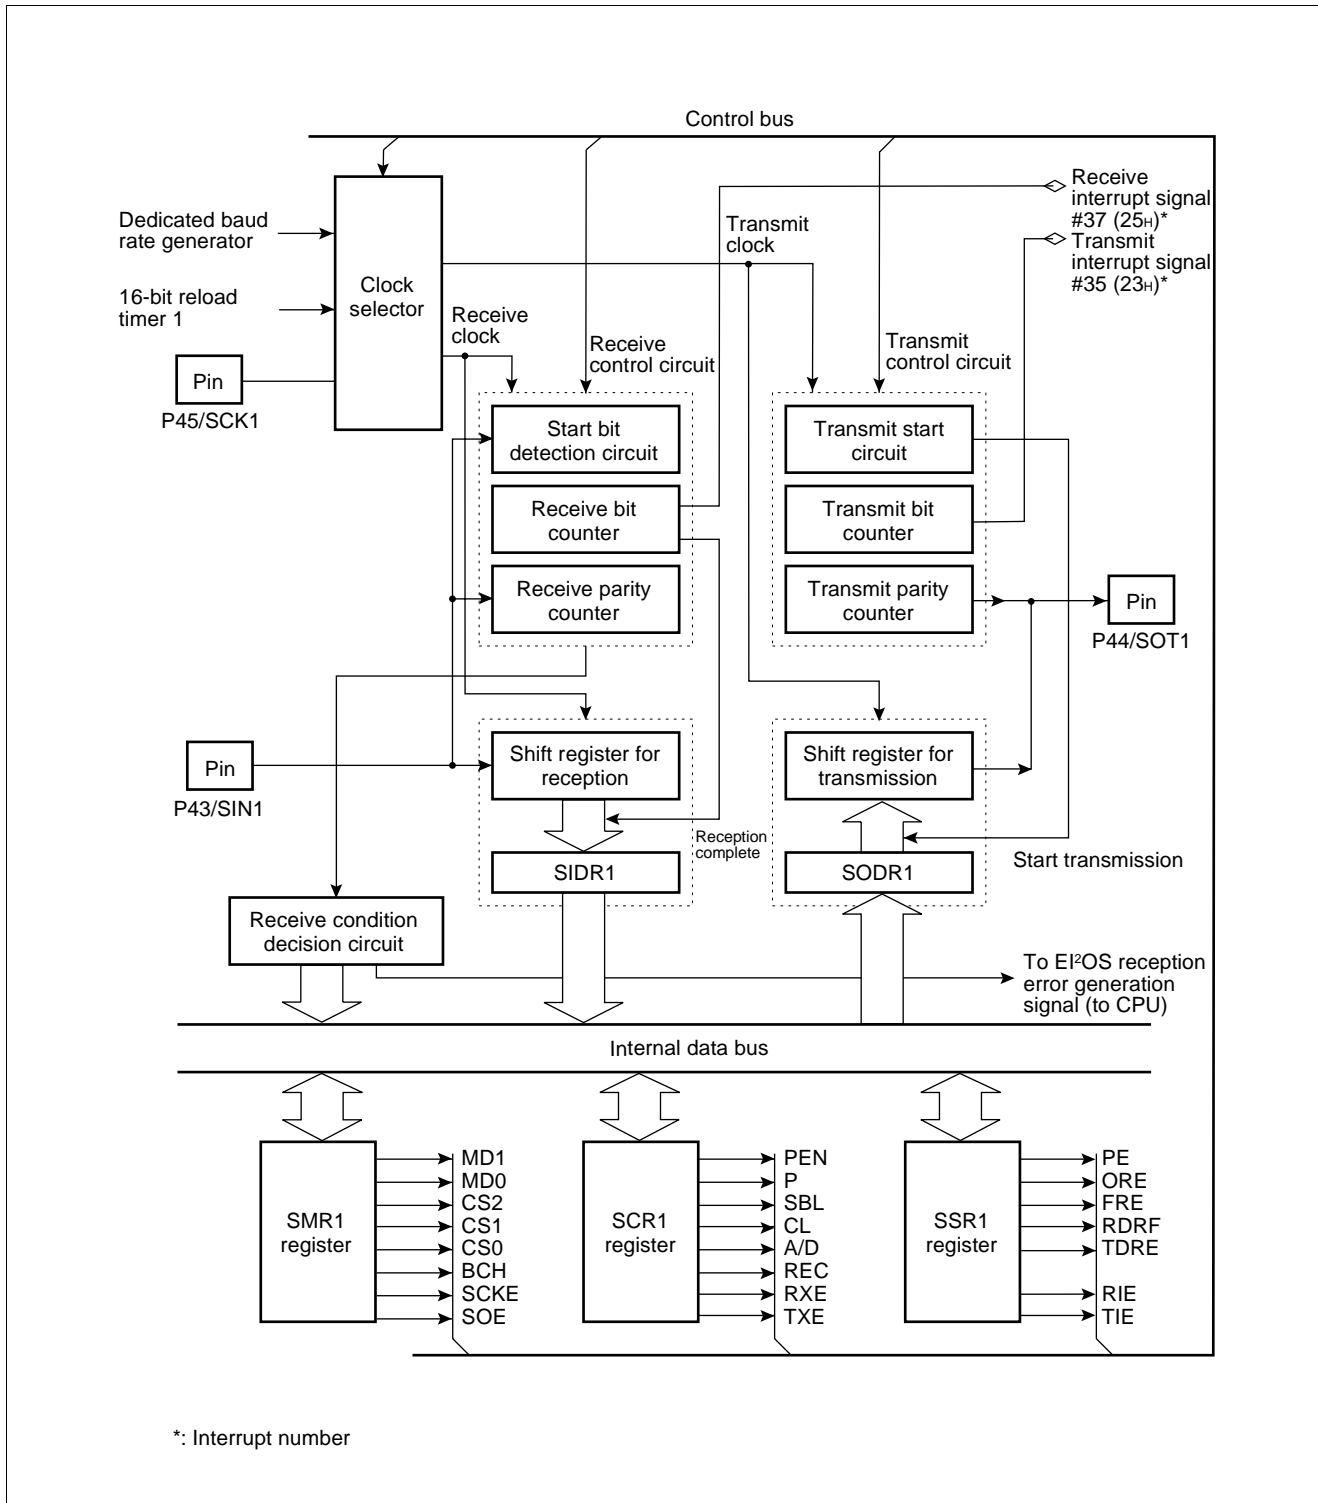 Control bus
Dedicated baud
rate generator
16-bit reload
timer 1
Pin
P45/SCK1
Clock
selector
Transmit
clock
Receive
clock
Receive
control circuit
Transmit
control circuit
Receive
interrupt signal
#37 (25H)*
Transmit
interrupt signal
#35 (23H)*
Start bit
detection circuit
Receive bit
counter
Receive parity
counter
Transmit start
circuit
Transmit bit
counter
Transmit parity
counter
Pin
P44/SOT1
Pin
P43/SIN1
Shift register for
reception
Reception
complete
SIDR1
Shift register for
transmission
SODR1
Start transmission
Receive condition
decision circuit
To EI²OS reception
error generation
signal (to CPU)
Internal data bus
SMR1
register
MD1
MD0
CS2
CS1
CS0
BCH
SCKE
SOE
SCR1
register
PEN
P
SBL
CL
A/D
REC
RXE
TXE
SSR1
register
PE
ORE
FRE
RDRF
TDRE
RIE
TIE
*: Interrupt number